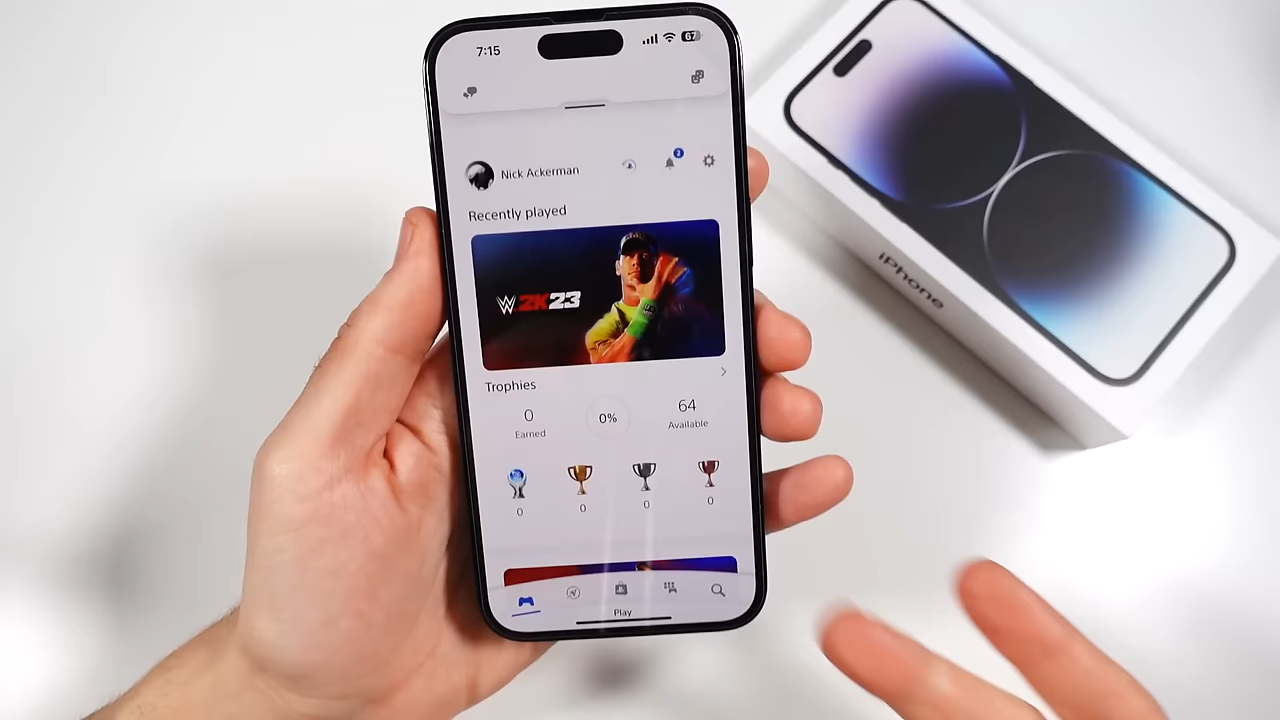 7:15
67
2
Nick Ackerman
Recently played
W 2K23
Trophies
0
Earned
0%
64
Available
0
0
0
0
Play
iPhone